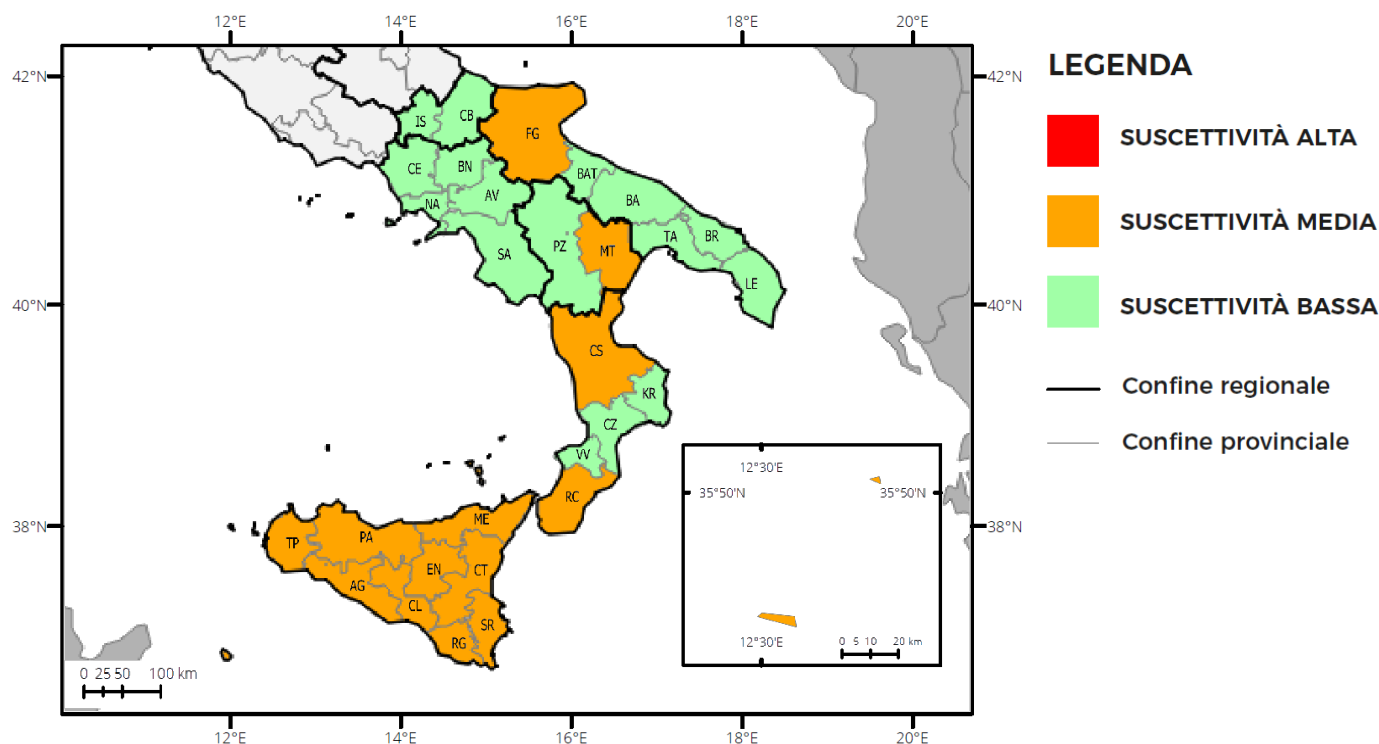 12°E 14°E 16°E 18°E 20°E
42°N 42°N
LEGENDA
SUSCETTIVITÀ ALTA
SUSCETTIVITÀ MEDIA
SUSCETTIVITÀ BASSA
Confine regionale
Confine provinciale
IS CB FG
CE BN BAT
NA AV BA
SA PZ MT TA BR
LE
40°N 40°N
CS
KR
CZ
VV
RC
ME
38°N 38°N
TP PA
EN CT
AG
CL
SR
RG
12°30'E
35°50'N 35°50'N
12°30'E
0 5 10 20 km
0 25 50 100 km
12°E 14°E 16°E 18°E 20°E